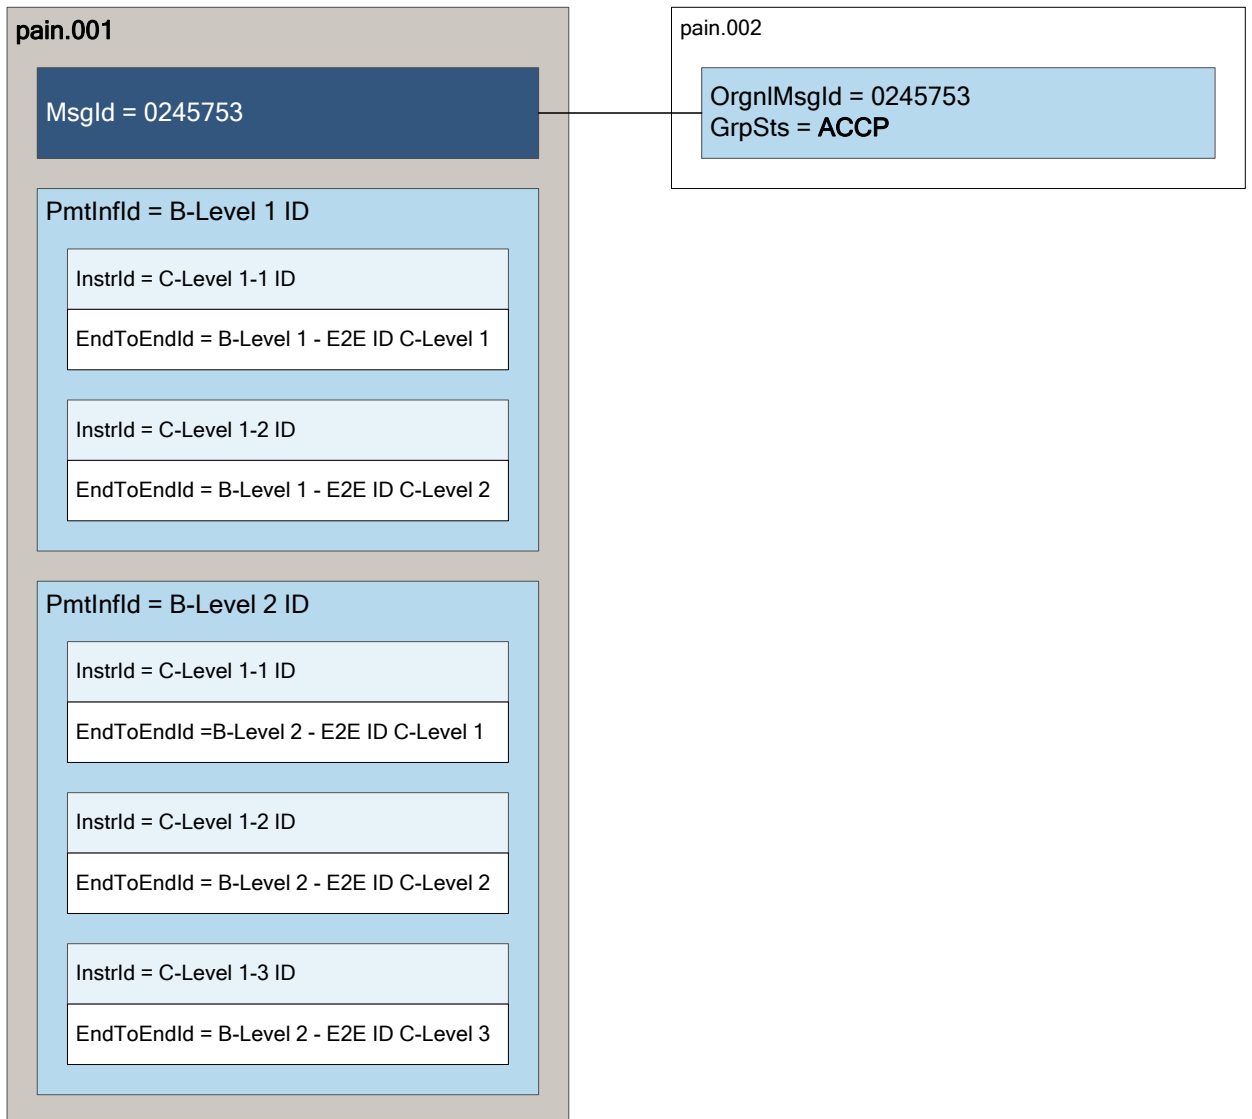 pain.001
MsgId = 0245753
PmtInfId = B-Level 1 ID
InstrId = C-Level 1-1 ID
EndToEndId = B-Level 1 - E2E ID C-Level 1
InstrId = C-Level 1-2 ID
EndToEndId = B-Level 1 - E2E ID C-Level 2
PmtInfId = B-Level 2 ID
InstrId = C-Level 1-1 ID
EndToEndId =B-Level 2 - E2E ID C-Level 1
InstrId = C-Level 1-2 ID
EndToEndId = B-Level 2 - E2E ID C-Level 2
InstrId = C-Level 1-3 ID
EndToEndId = B-Level 2 - E2E ID C-Level 3
pain.002
OrgnlMsgId = 0245753
GrpSts = ACCP